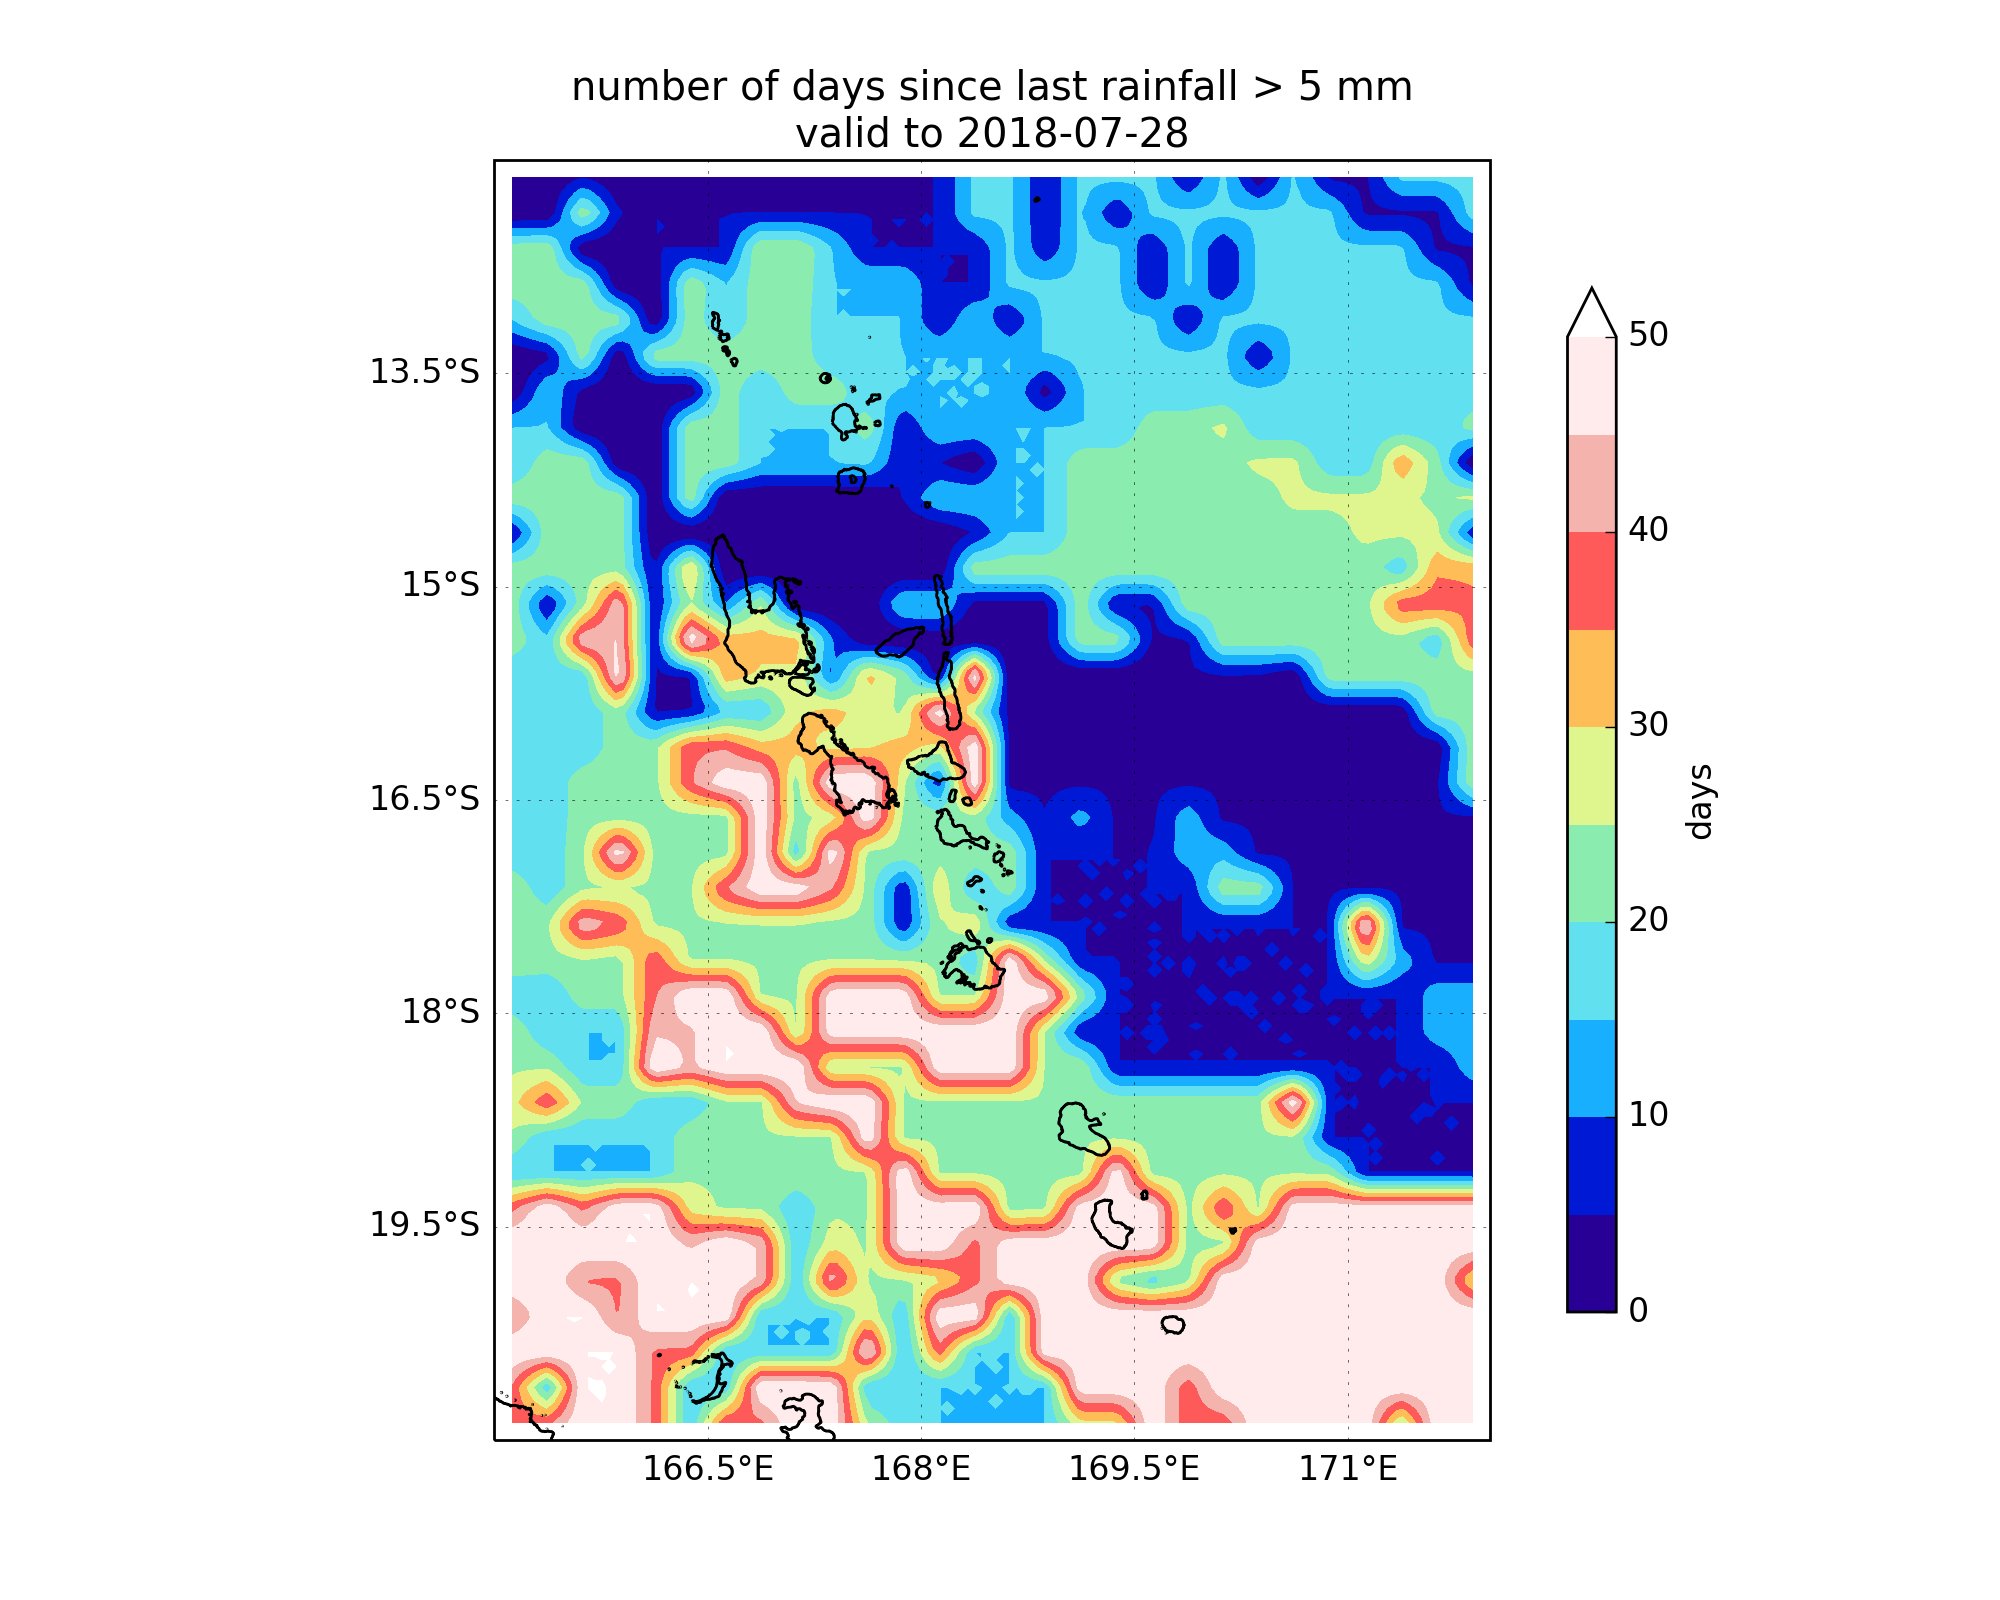 number of days since last rainfall > 5 mm
valid to 2018-07-28
13.5°S
15°S
16.5°S
18°S
19.5°S
166.5°E
168°E
169.5°E
171°E
50
40
30
20
10
0
days